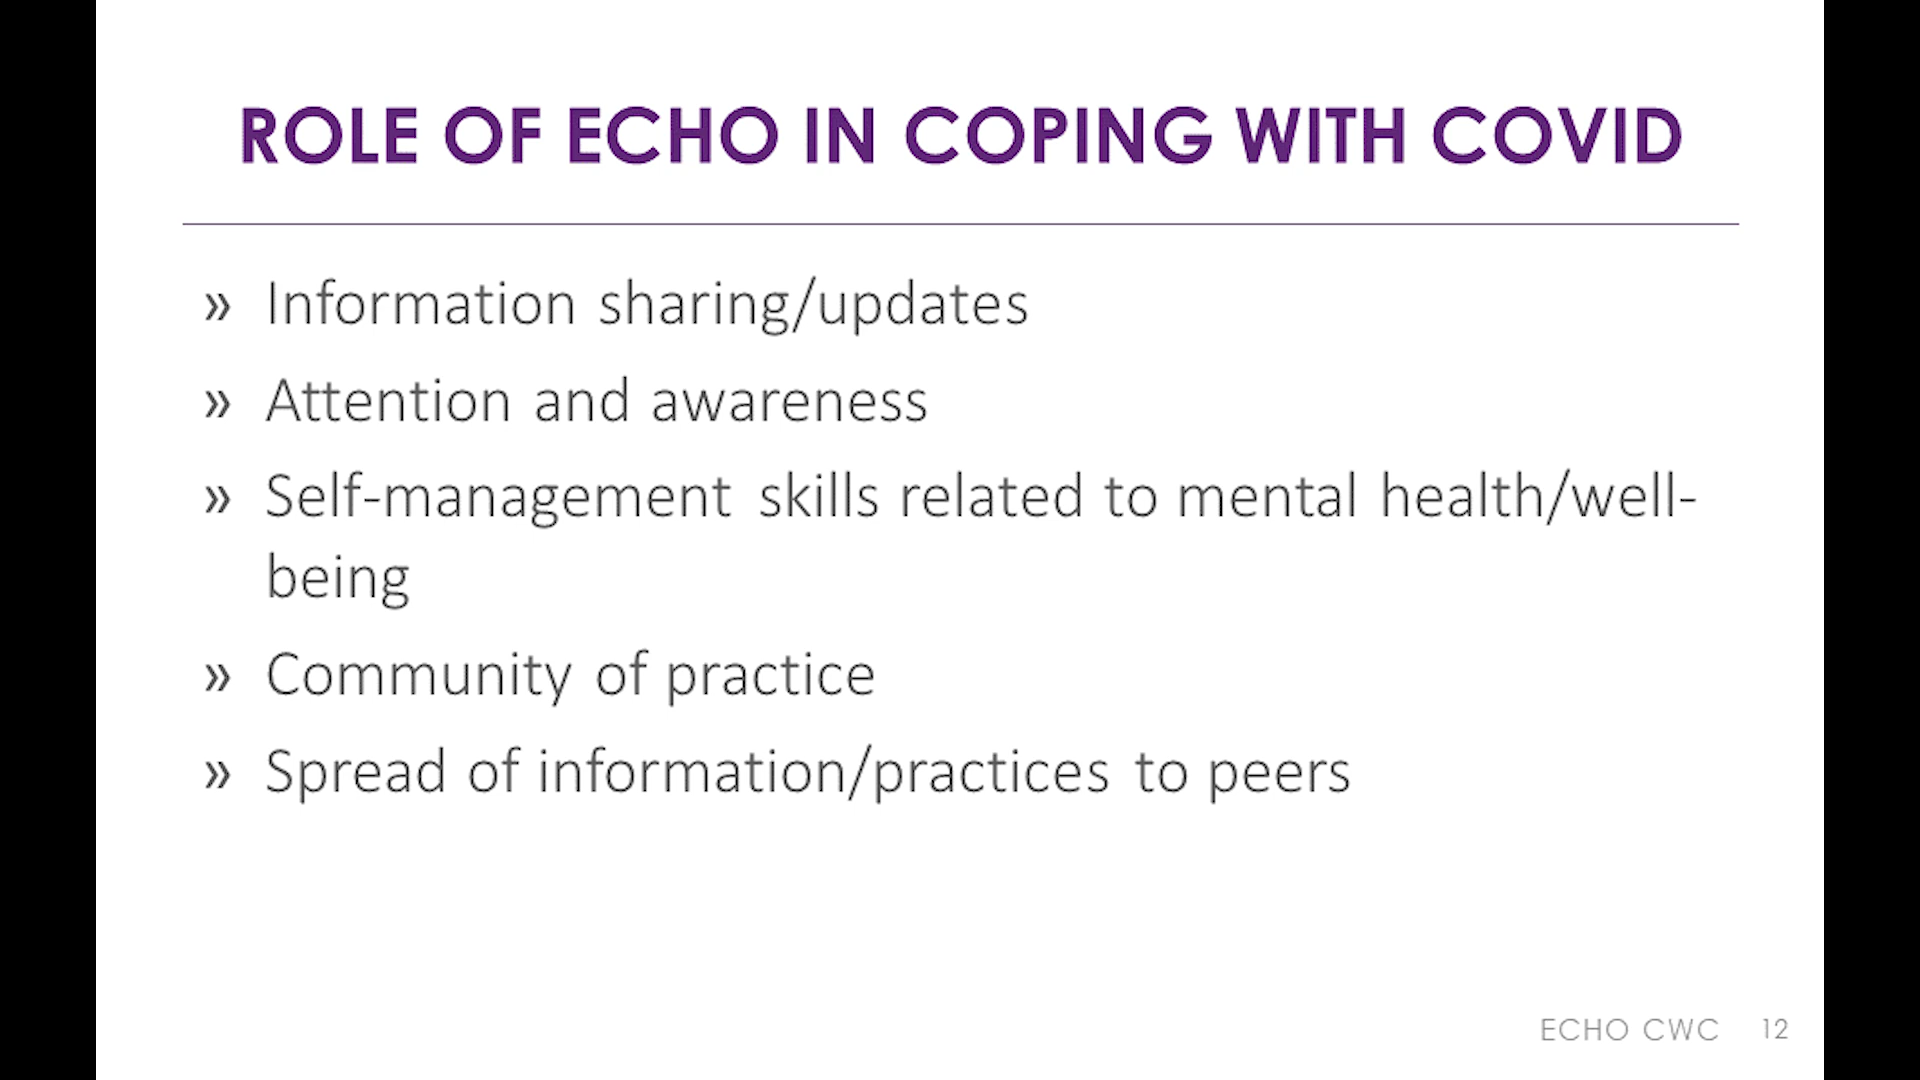 ROLE OF ECHO IN COPING WITH COVID
» Information sharing/updates
» Attention and awareness
» Self-management skills related to mental health/well-
being
» Community of practice
» Spread of information/practices to peers
ECHO CWC 12